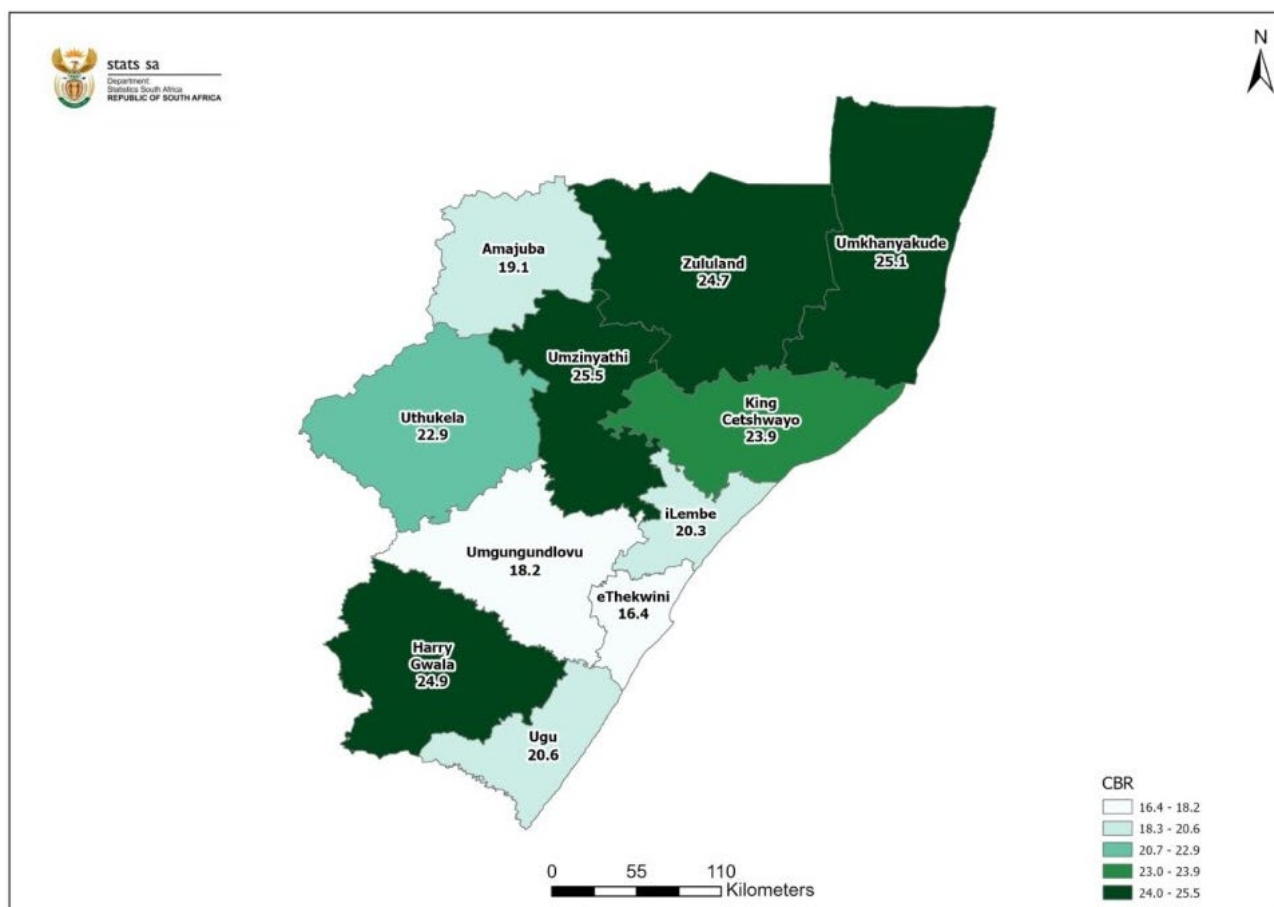 stats sa
Department:
Statistics South Africa
REPUBLIC OF SOUTH AFRICA
N
Amajuba
19.1
Zululand
24.7
Umkhanyakude
25.1
Umzinyathi
25.5
Uthukela
22.9
King
Cetshwayo
23.9
iLembe
20.3
Umgungundlovu
18.2
eThekwini
16.4
Harry
Gwala
24.9
Ugu
20.6
CBR
16.4 - 18.2
18.3 - 20.6
20.7 - 22.9
23.0 - 23.9
24.0 - 25.5
0 55 110
Kilometers